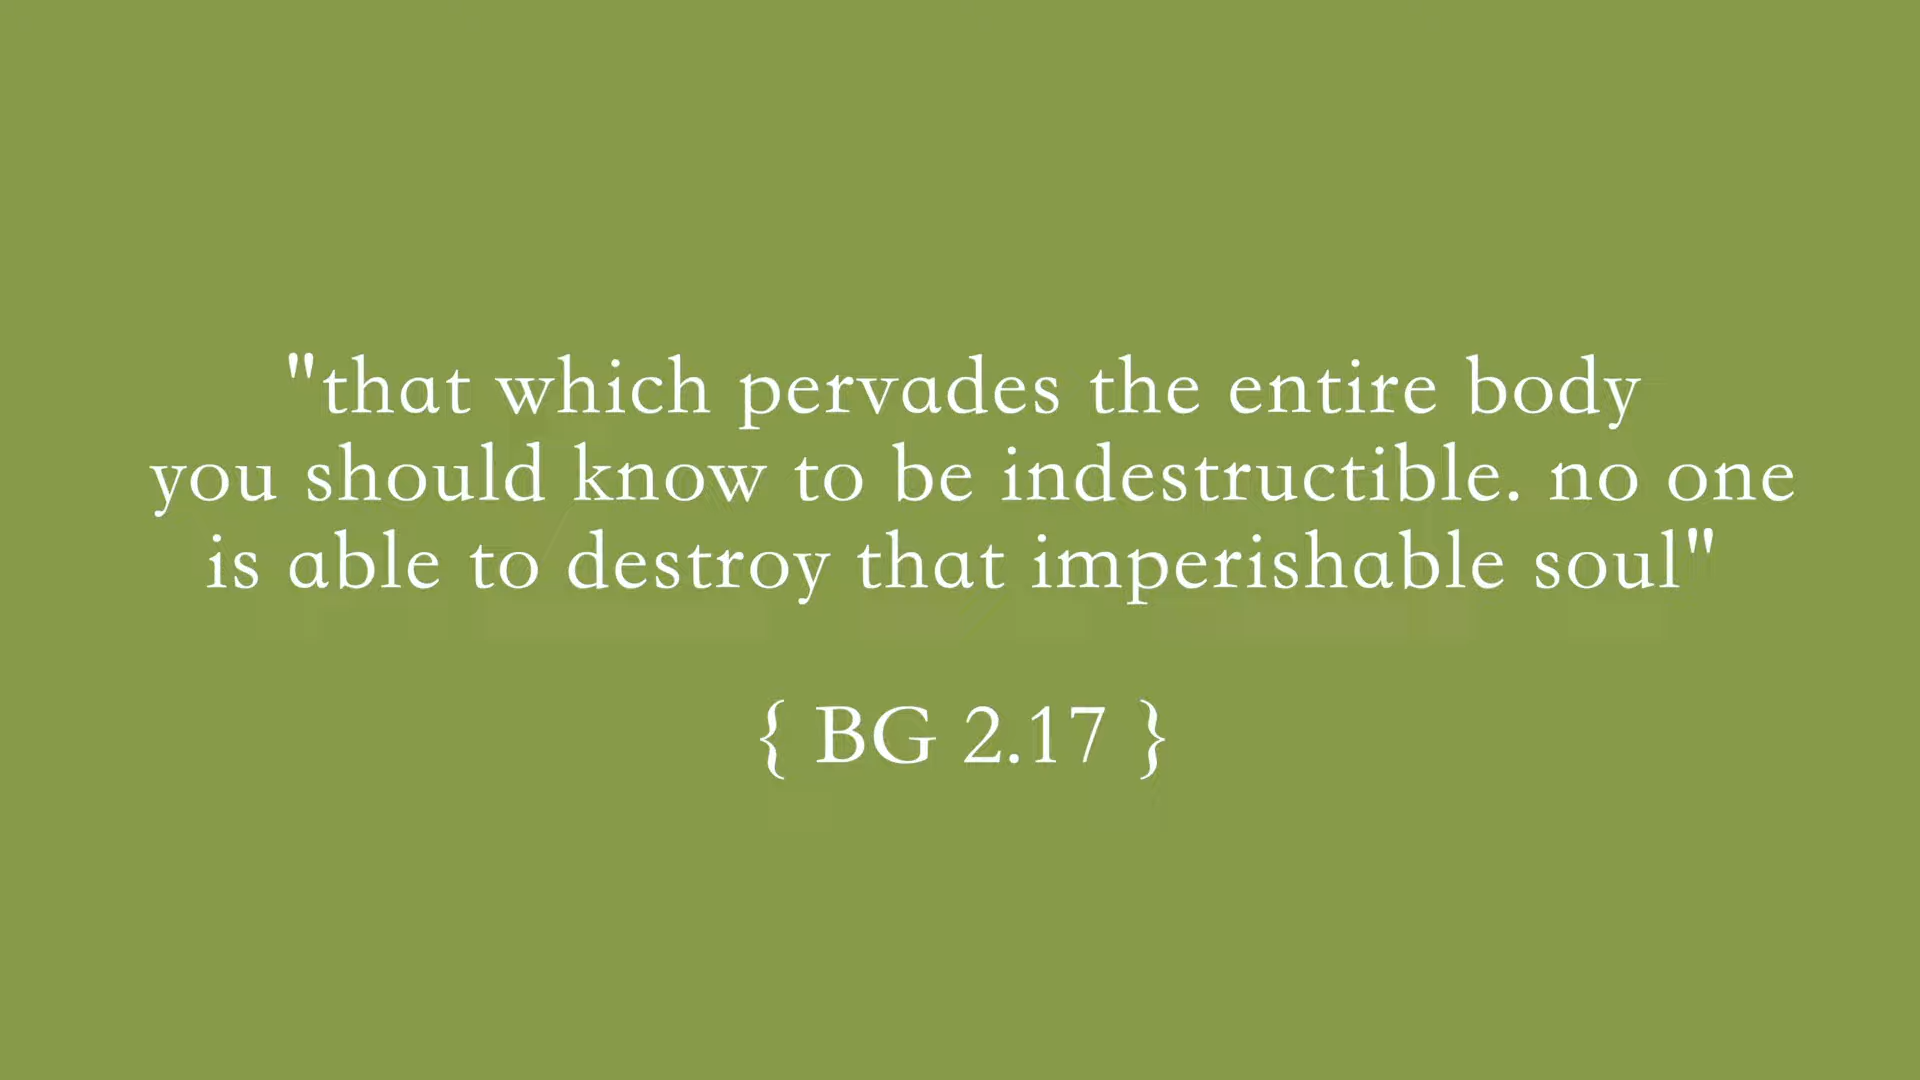 "that which pervades the entire body
you should know to be indestructible. no one
is able to destroy that imperishable soul"
{ BG 2.17 }